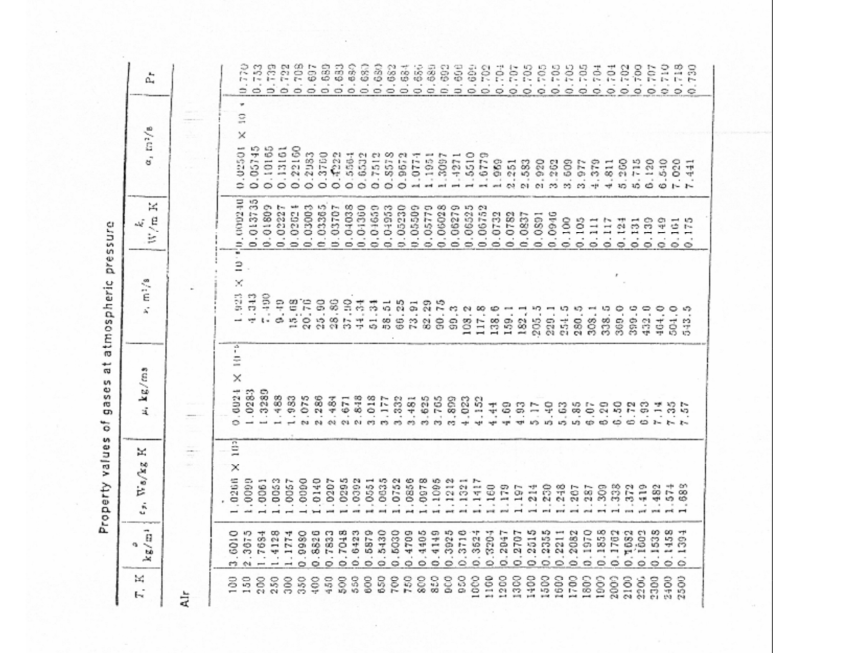 Property values of gases at atmospheric pressure
T, K ρ kg/m³ cₚ, Ws/kg K μ, kg/ms ν, m²/s k, W/m K α, m²/s Pr
Air
100 3.6010 1.0266 × 10³ 0.6924 × 10⁻⁵ 1.923 × 10 0.009246 0.02501 × 10 0.770
150 2.3675 1.0099 1.0283 4.343 0.013735 0.05745 0.753
200 1.7684 1.0061 1.3289 7.490 0.01809 0.10165 0.739
250 1.4128 1.0053 1.488 9.49 0.02227 0.13161 0.722
300 1.1774 1.0057 1.983 15.68 0.02624 0.22160 0.708
350 0.9980 1.0090 2.075 20.76 0.03003 0.2983 0.697
400 0.8826 1.0140 2.286 25.90 0.03365 0.3760 0.689
450 0.7833 1.0207 2.484 28.86 0.03707 0.4222 0.683
500 0.7048 1.0295 2.671 37.90 0.04038 0.5564 0.680
550 0.6423 1.0392 2.848 44.34 0.04360 0.6532 0.680
600 0.5879 1.0551 3.018 51.34 0.04659 0.7512 0.680
650 0.5430 1.0635 3.177 58.51 0.04953 0.8578 0.682
700 0.5030 1.0752 3.332 66.25 0.05230 0.9672 0.684
750 0.4709 1.0856 3.481 73.91 0.05509 1.0774 0.686
800 0.4405 1.0978 3.625 82.29 0.05779 1.1951 0.689
850 0.4149 1.1095 3.765 90.75 0.06028 1.3097 0.692
900 0.3925 1.1212 3.899 99.3 0.06279 1.4271 0.696
950 0.3716 1.1321 4.023 108.2 0.06525 1.5510 0.699
1000 0.3524 1.1417 4.152 117.8 0.06752 1.6779 0.702
1100 0.3204 1.160 4.44 138.6 0.0732 1.969 0.704
1200 0.2947 1.179 4.69 159.1 0.0782 2.251 0.707
1300 0.2707 1.197 4.93 182.1 0.0837 2.583 0.705
1400 0.2515 1.214 5.17 205.5 0.0891 2.920 0.705
1500 0.2355 1.230 5.40 229.1 0.0946 3.262 0.705
1600 0.2211 1.248 5.63 254.5 0.100 3.609 0.705
1700 0.2082 1.267 5.85 280.5 0.105 3.977 0.705
1800 0.1970 1.287 6.07 308.1 0.111 4.379 0.704
1900 0.1858 1.309 6.29 338.5 0.117 4.811 0.704
2000 0.1762 1.338 6.50 369.0 0.124 5.260 0.702
2100 0.1682 1.372 6.72 399.6 0.131 5.715 0.700
2200 0.1602 1.419 6.93 432.6 0.139 6.120 0.707
2300 0.1538 1.482 7.14 464.0 0.149 6.540 0.710
2400 0.1458 1.574 7.35 504.0 0.161 7.020 0.718
2500 0.1394 1.688 7.57 543.5 0.175 7.441 0.730